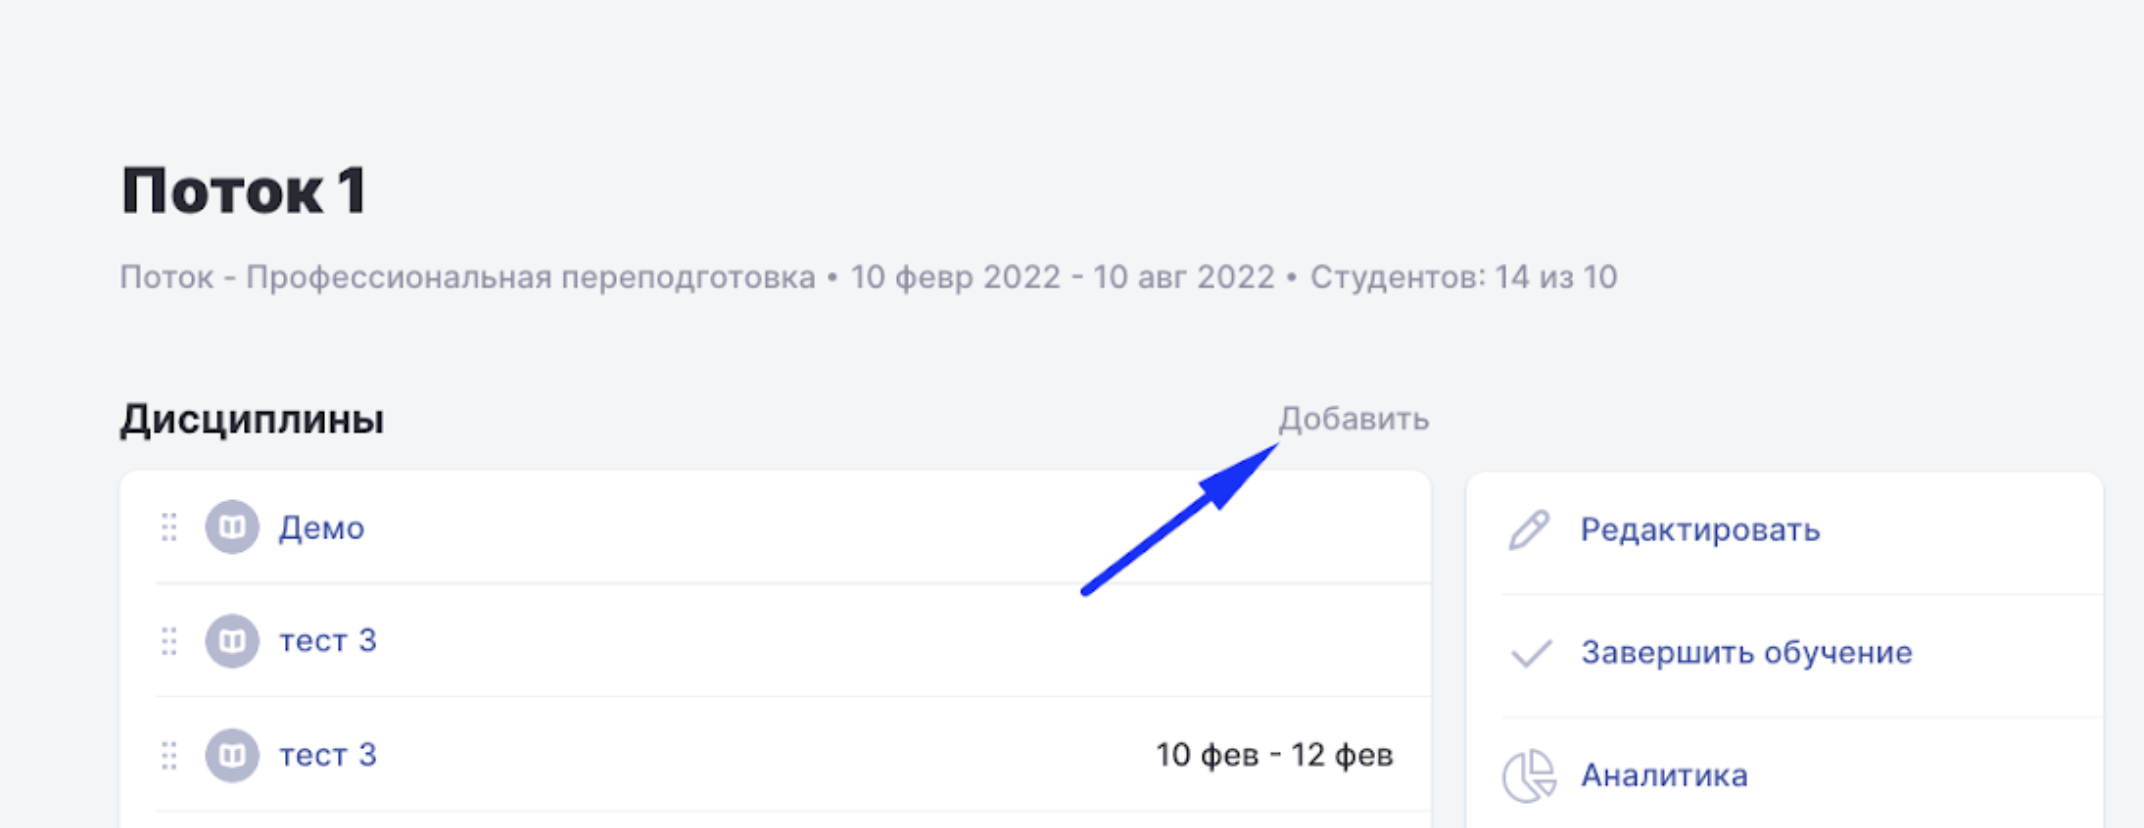 Поток 1
Поток - Профессиональная переподготовка • 10 февр 2022 - 10 авг 2022 • Студентов: 14 из 10
Дисциплины
Добавить
Демо
тест 3
тест 3
10 фев - 12 фев
Редактировать
Завершить обучение
Аналитика